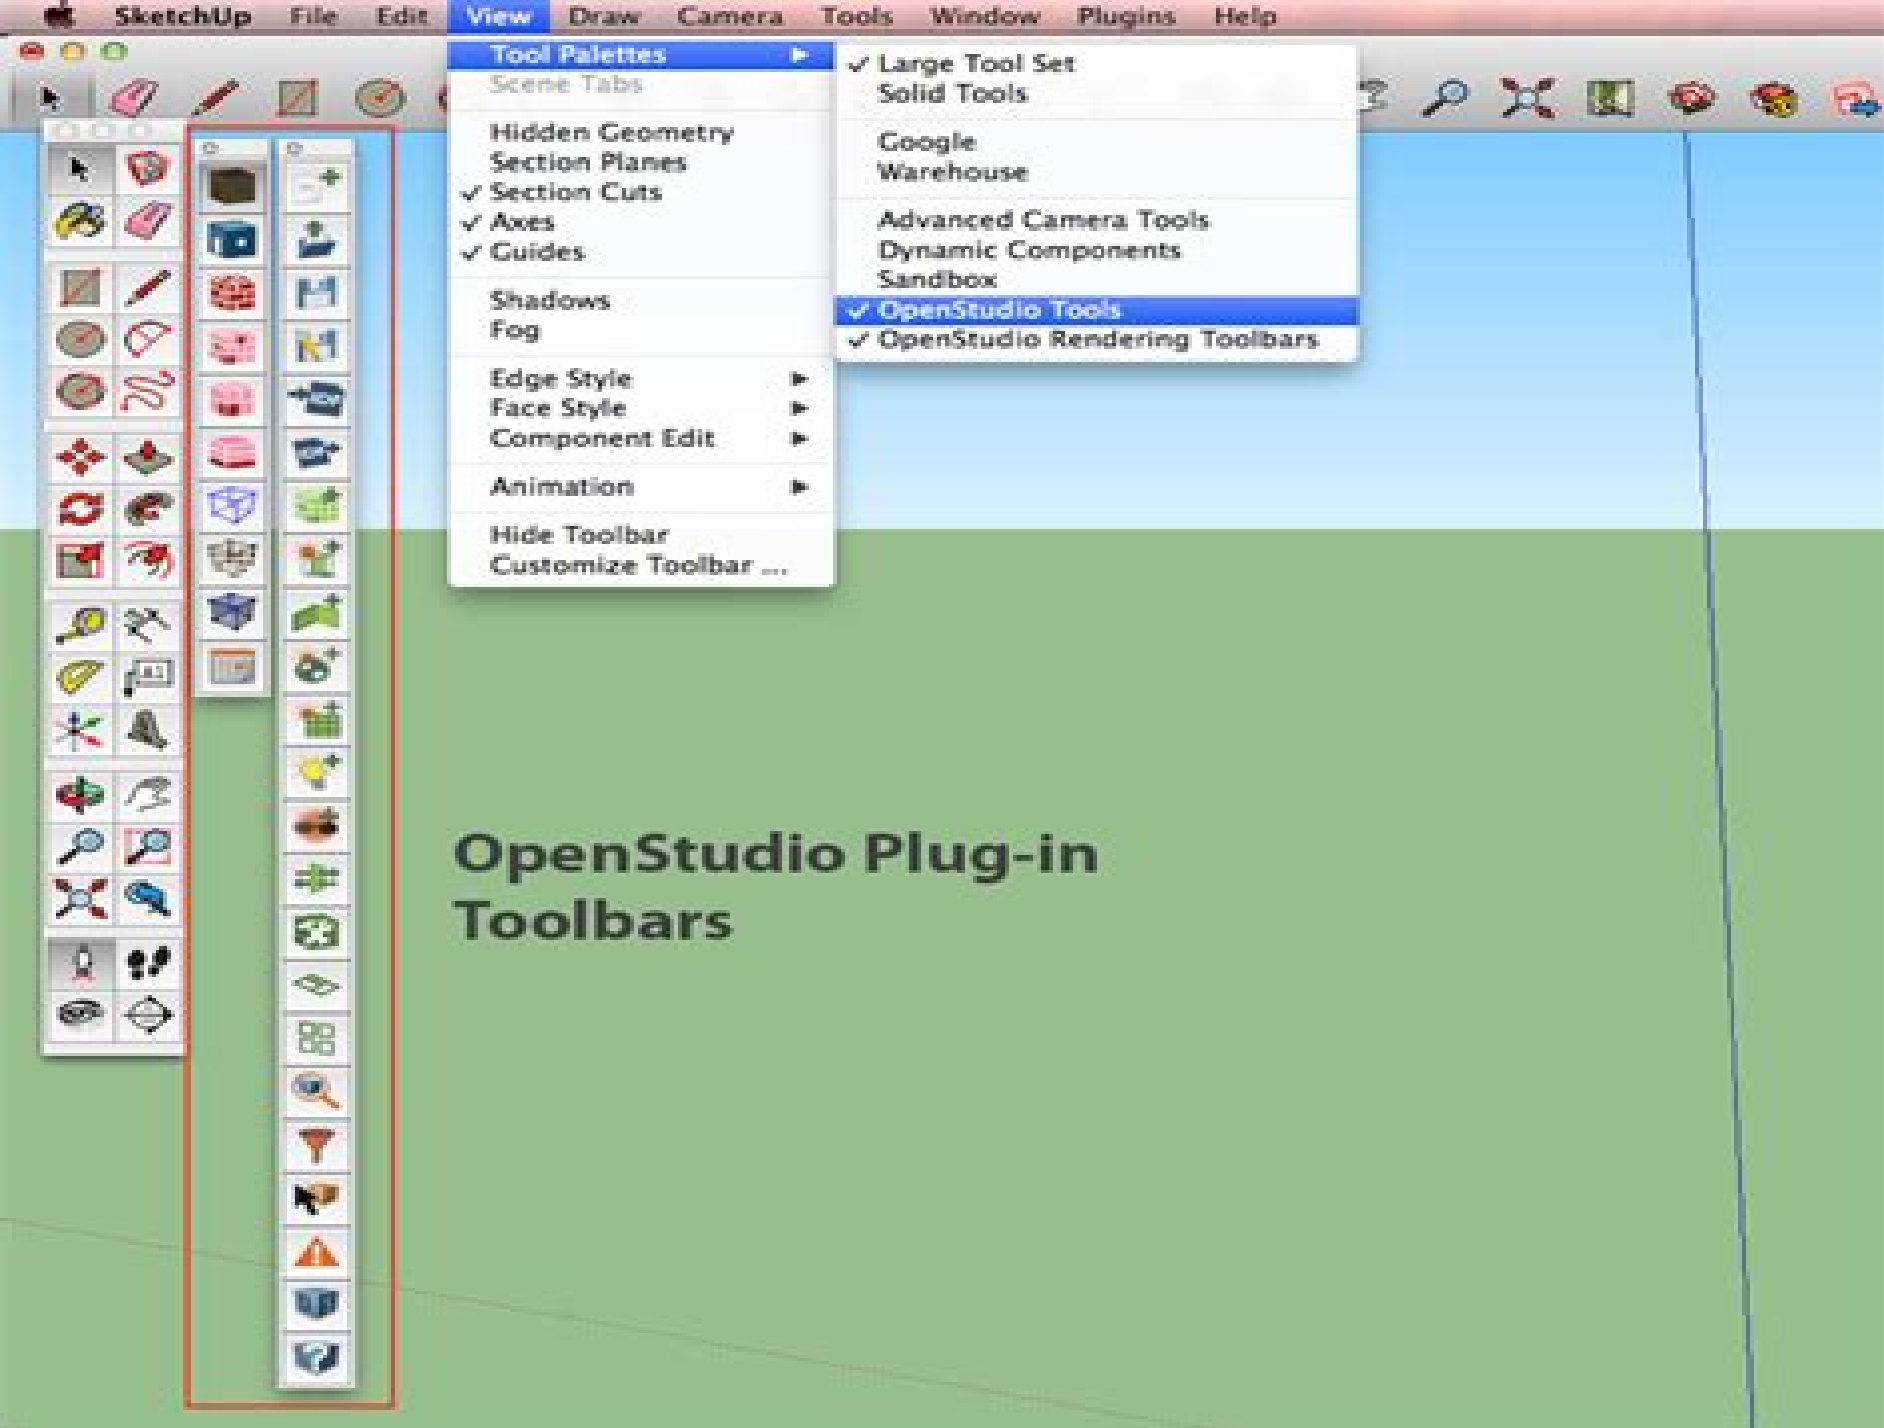 SketchUp File Edit View Draw Camera Tools Window Plugins Help
Tool Palettes
Scene Tabs
Hidden Geometry
Section Planes
✓ Section Cuts
✓ Axes
✓ Guides
Shadows
Fog
Edge Style
Face Style
Component Edit
Animation
Hide Toolbar
Customize Toolbar ...
✓ Large Tool Set
Solid Tools
Google
Warehouse
Advanced Camera Tools
Dynamic Components
Sandbox
✓ OpenStudio Tools
✓ OpenStudio Rendering Toolbars
OpenStudio Plug-in
Toolbars